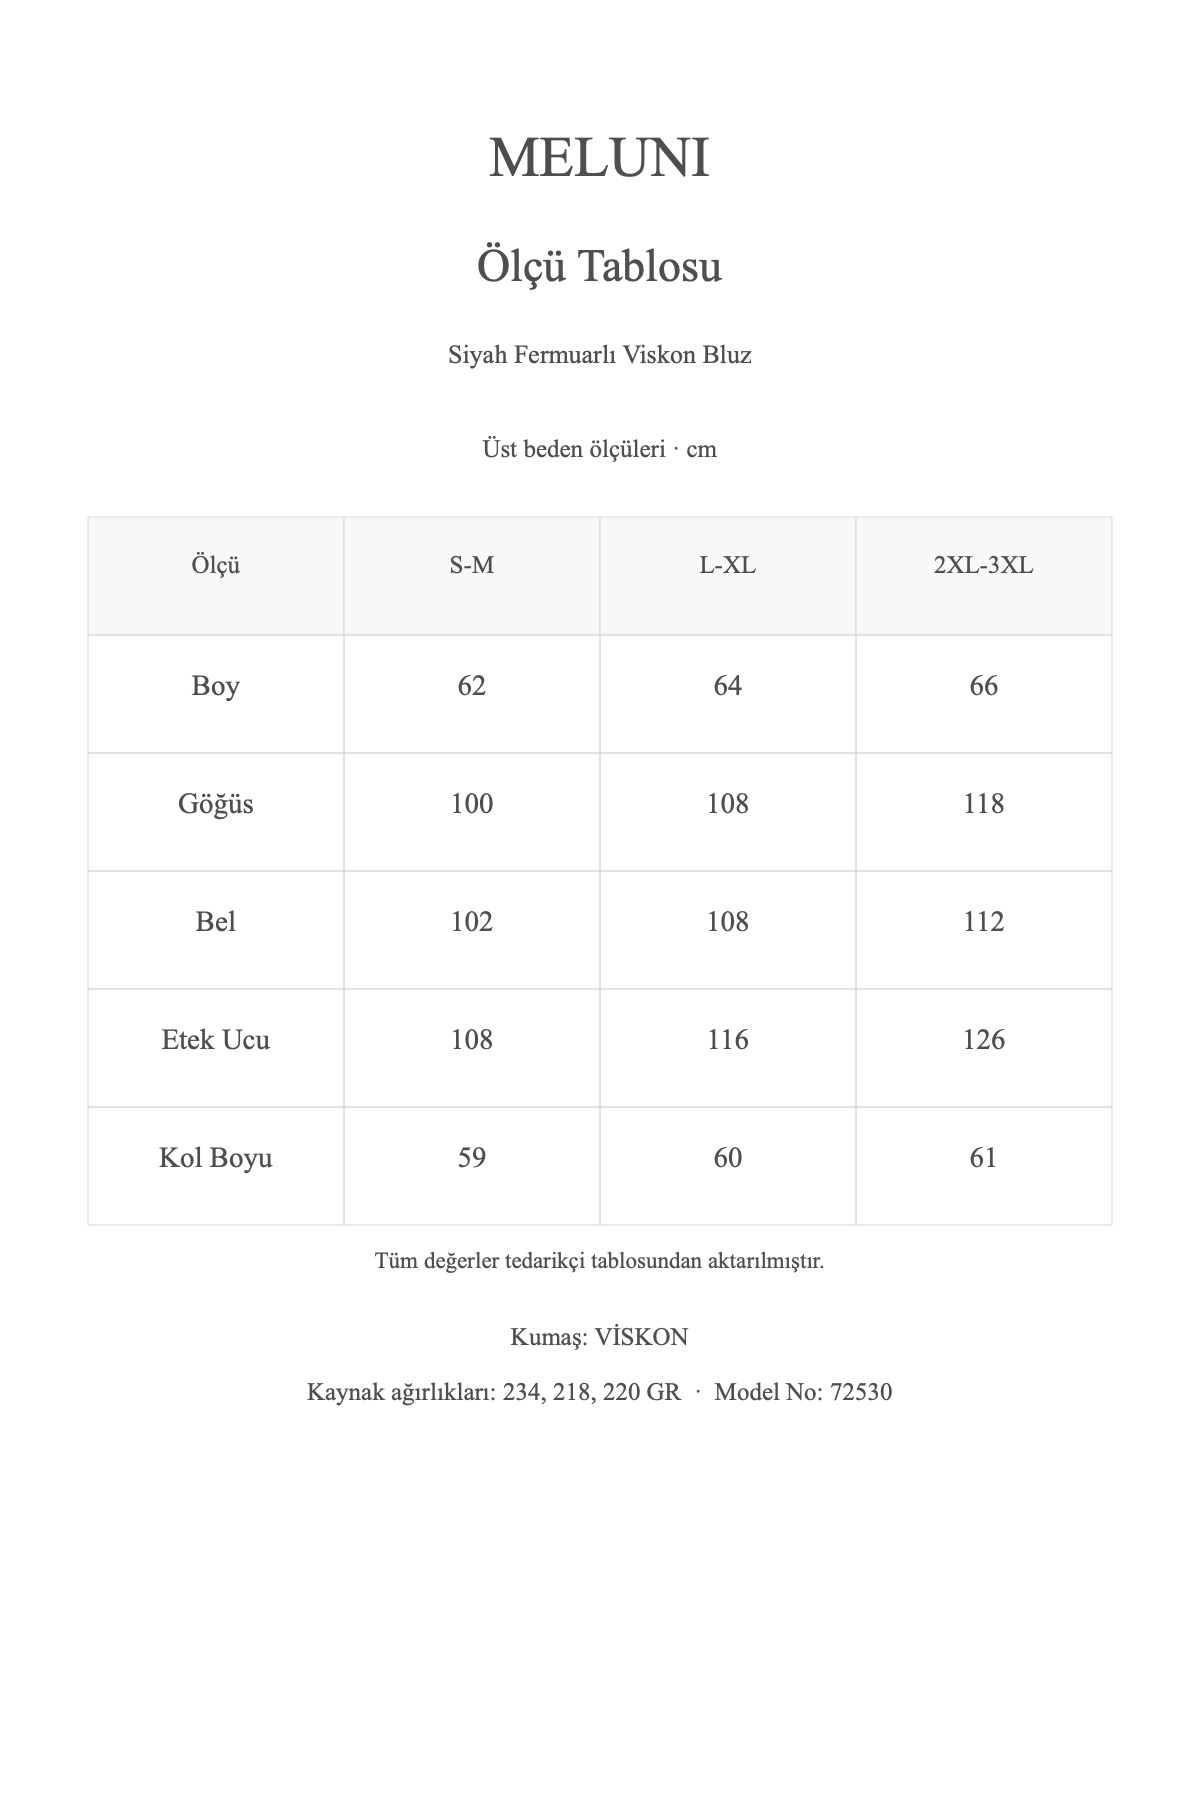 MELUNI
Ölçü Tablosu
Siyah Fermuarlı Viskon Bluz
Üst beden ölçüleri · cm
Ölçü S-M L-XL 2XL-3XL
Boy 62 64 66
Göğüs 100 108 118
Bel 102 108 112
Etek Ucu 108 116 126
Kol Boyu 59 60 61
Tüm değerler tedarikçi tablosundan aktarılmıştır.
Kumaş: VİSKON
Kaynak ağırlıkları: 234, 218, 220 GR · Model No: 72530